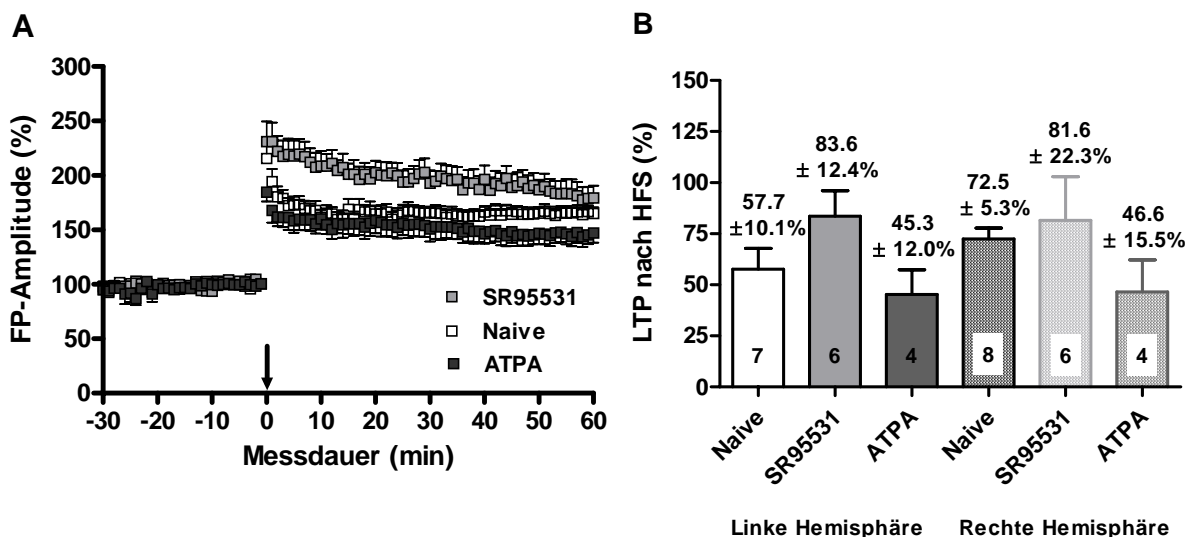 A
300
250
200
150
100
50
0
FP-Amplitude (%)
-30 -20 -10 0 10 20 30 40 50 60
Messdauer (min)
SR95531
Naive
ATPA
B
150
125
100
75
50
25
0
LTP nach HFS (%)
57.7
±10.1%
83.6
± 12.4%
45.3
± 12.0%
72.5
± 5.3%
81.6
± 22.3%
46.6
± 15.5%
7 6 4 8 6 4
Naive SR95531 ATPA Naive SR95531 ATPA
Linke Hemisphäre Rechte Hemisphäre